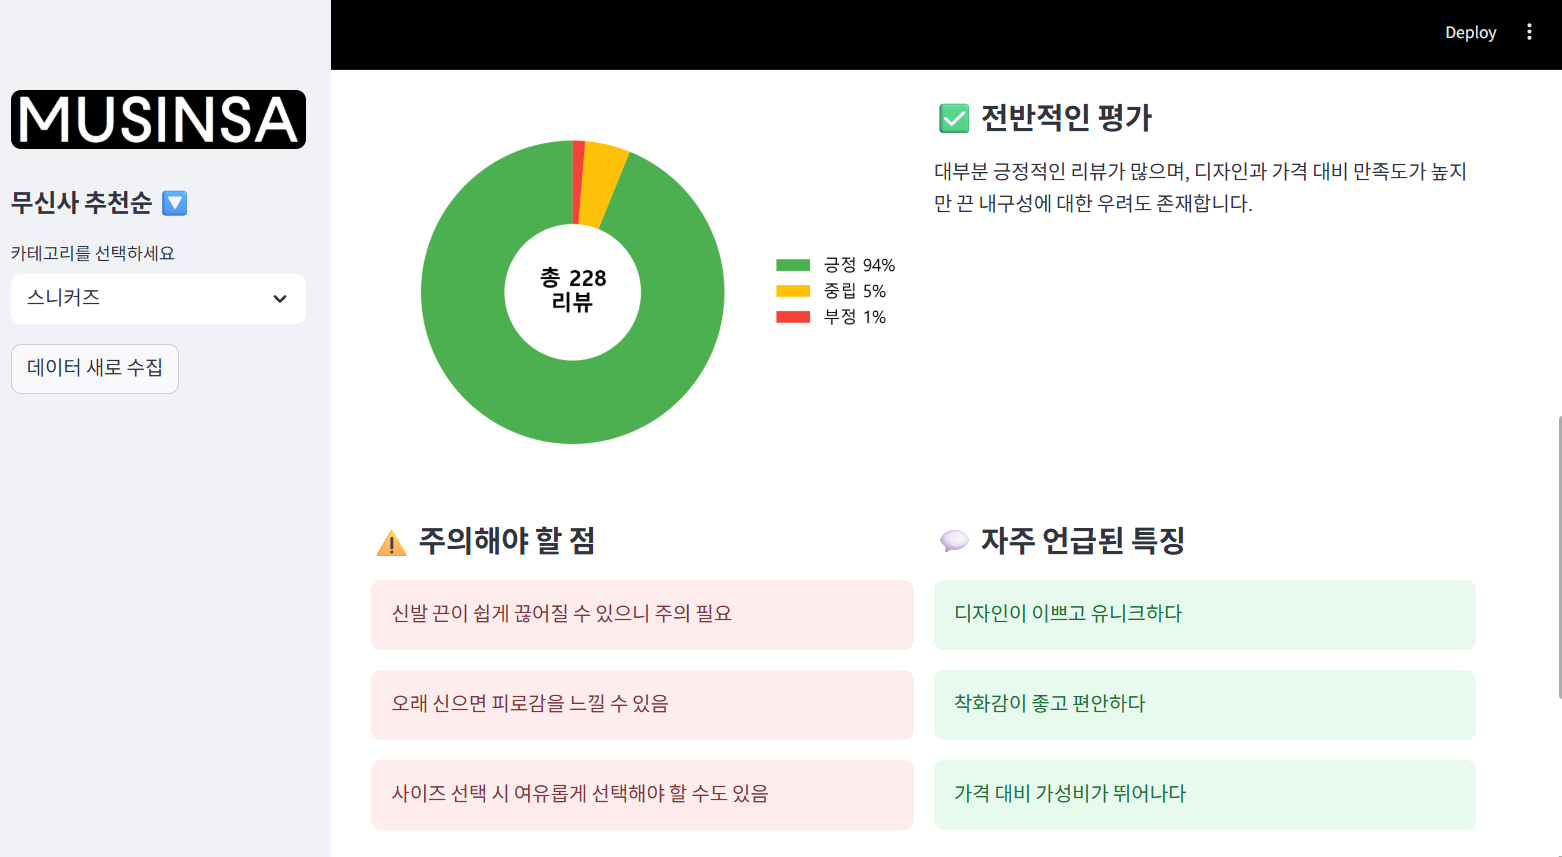 MUSINSA
무신사 추천순
카테고리를 선택하세요
스니커즈
데이터 새로 수집
Deploy
총 228
리뷰
긍정 94%
중립 5%
부정 1%
전반적인 평가
대부분 긍정적인 리뷰가 많으며, 디자인과 가격 대비 만족도가 높지
만 끈 내구성에 대한 우려도 존재합니다.
주의해야 할 점
신발 끈이 쉽게 끊어질 수 있으니 주의 필요
오래 신으면 피로감을 느낄 수 있음
사이즈 선택 시 여유롭게 선택해야 할 수도 있음
자주 언급된 특징
디자인이 이쁘고 유니크하다
착화감이 좋고 편안하다
가격 대비 가성비가 뛰어나다